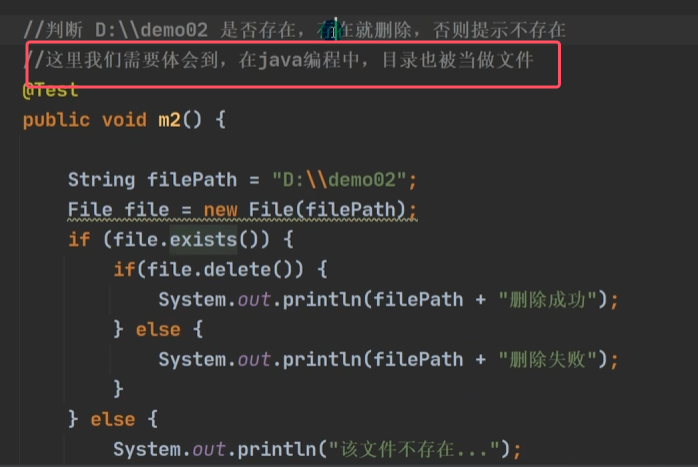 //判断 D:\\demo02 是否存在，存在就删除，否则提示不存在
//这里我们需要体会到，在java编程中，目录也被当做文件
@Test
public void m2() {
String filePath = "D:\\demo02";
File file = new File(filePath);
if (file.exists()) {
if(file.delete()) {
System.out.println(filePath + "删除成功");
} else {
System.out.println(filePath + "删除失败");
}
} else {
System.out.println("该文件不存在...");